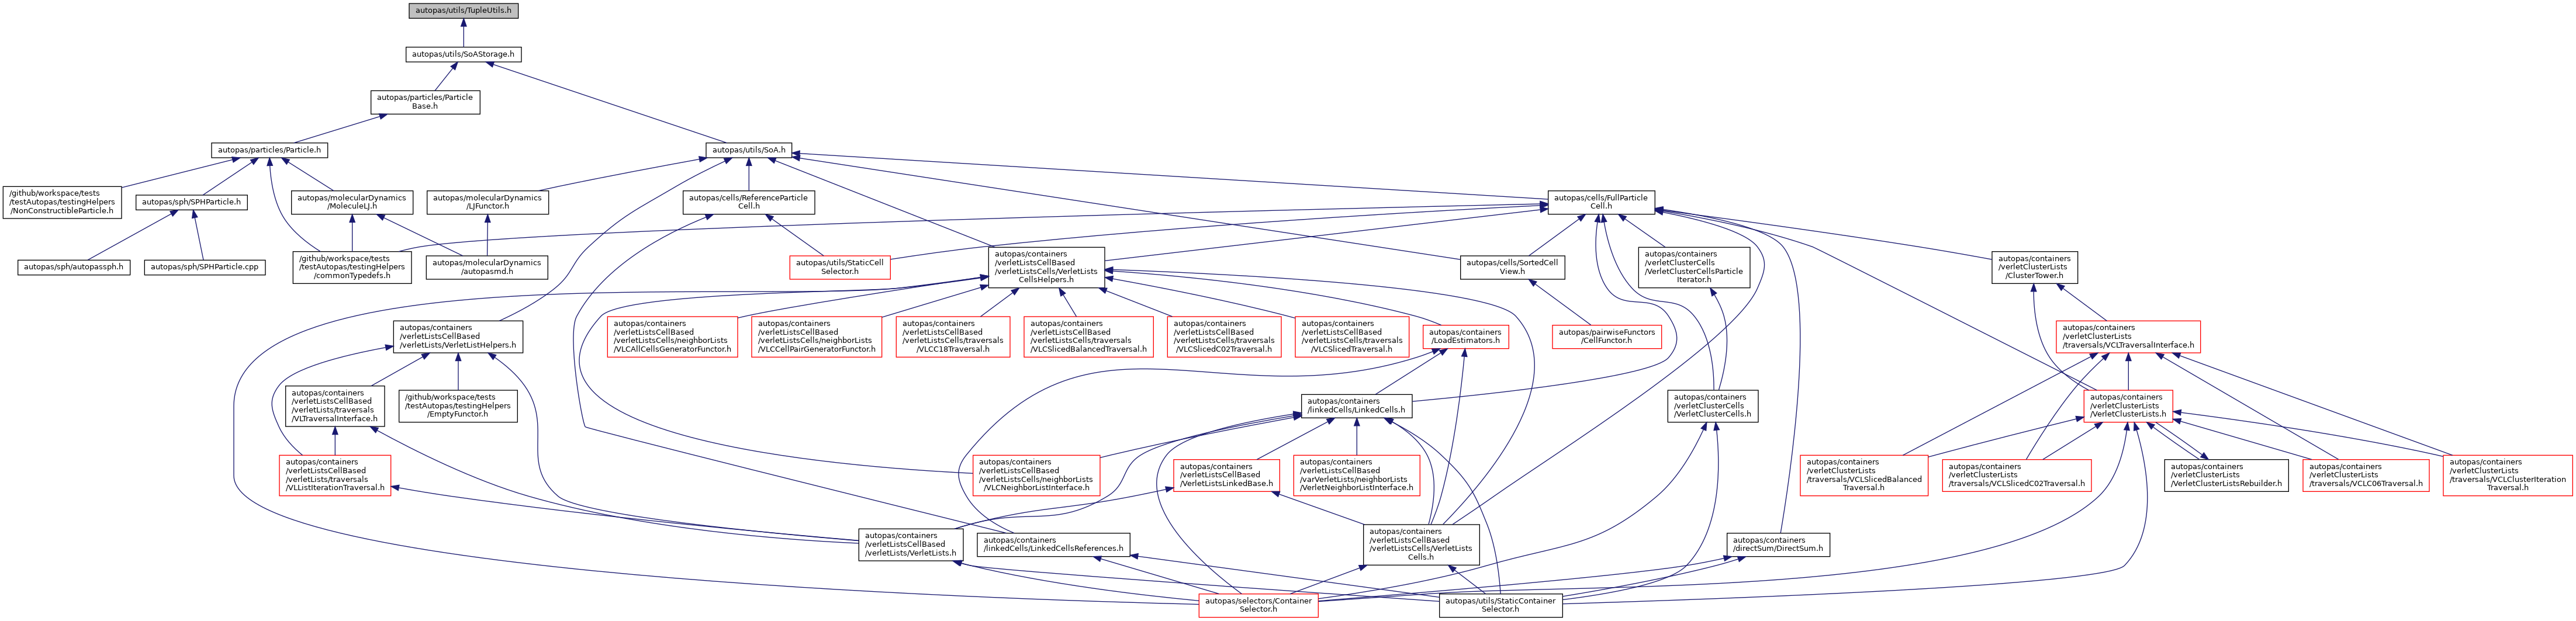 autopas/utils/TupleUtils.h
autopas/utils/SoAStorage.h
autopas/particles/Particle
Base.h
autopas/particles/Particle.h
autopas/utils/SoA.h
/github/workspace/tests
/testAutopas/testingHelpers
/NonConstructibleParticle.h
autopas/sph/SPHParticle.h
autopas/molecularDynamics
/MoleculeLJ.h
autopas/molecularDynamics
/LJFunctor.h
autopas/cells/ReferenceParticle
Cell.h
autopas/cells/FullParticle
Cell.h
autopas/sph/autopassph.h
autopas/sph/SPHParticle.cpp
/github/workspace/tests
/testAutopas/testingHelpers
/commonTypedefs.h
autopas/molecularDynamics
/autopasmd.h
autopas/utils/StaticCell
Selector.h
autopas/containers
/verletListsCellBased
/verletListsCells/VerletLists
CellsHelpers.h
autopas/cells/SortedCell
View.h
autopas/containers
/verletClusterCells
/VerletClusterCellsParticle
Iterator.h
autopas/containers
/verletClusterLists
/ClusterTower.h
autopas/containers
/verletListsCellBased
/verletLists/VerletListHelpers.h
autopas/containers
/verletListsCellBased
/verletListsCells/neighborLists
/VLCAllCellsGeneratorFunctor.h
autopas/containers
/verletListsCellBased
/verletListsCells/neighborLists
/VLCCellPairGeneratorFunctor.h
autopas/containers
/verletListsCellBased
/verletListsCells/traversals
/VLCC18Traversal.h
autopas/containers
/verletListsCellBased
/verletListsCells/traversals
/VLCSlicedBalancedTraversal.h
autopas/containers
/verletListsCellBased
/verletListsCells/traversals
/VLCSlicedC02Traversal.h
autopas/containers
/verletListsCellBased
/verletListsCells/traversals
/VLCSlicedTraversal.h
autopas/containers
/LoadEstimators.h
autopas/pairwiseFunctors
/CellFunctor.h
autopas/containers
/verletClusterLists
/traversals/VCLTraversalInterface.h
autopas/containers
/verletListsCellBased
/verletLists/traversals
/VLTraversalInterface.h
/github/workspace/tests
/testAutopas/testingHelpers
/EmptyFunctor.h
autopas/containers
/linkedCells/LinkedCells.h
autopas/containers
/verletClusterCells
/VerletClusterCells.h
autopas/containers
/verletClusterLists
/VerletClusterLists.h
autopas/containers
/verletListsCellBased
/verletLists/traversals
/VLListIterationTraversal.h
autopas/containers
/verletListsCellBased
/verletListsCells/neighborLists
/VLCNeighborListInterface.h
autopas/containers
/verletListsCellBased
/VerletListsLinkedBase.h
autopas/containers
/verletListsCellBased
/varVerletLists/neighborLists
/VerletNeighborListInterface.h
autopas/containers
/verletClusterLists
/traversals/VCLSlicedBalanced
Traversal.h
autopas/containers
/verletClusterLists
/traversals/VCLSlicedC02Traversal.h
autopas/containers
/verletClusterLists
/VerletClusterListsRebuilder.h
autopas/containers
/verletClusterLists
/traversals/VCLC06Traversal.h
autopas/containers
/verletClusterLists
/traversals/VCLClusterIteration
Traversal.h
autopas/containers
/verletListsCellBased
/verletLists/VerletLists.h
autopas/containers
/linkedCells/LinkedCellsReferences.h
autopas/containers
/verletListsCellBased
/verletListsCells/VerletLists
Cells.h
autopas/containers
/directSum/DirectSum.h
autopas/selectors/Container
Selector.h
autopas/utils/StaticContainer
Selector.h